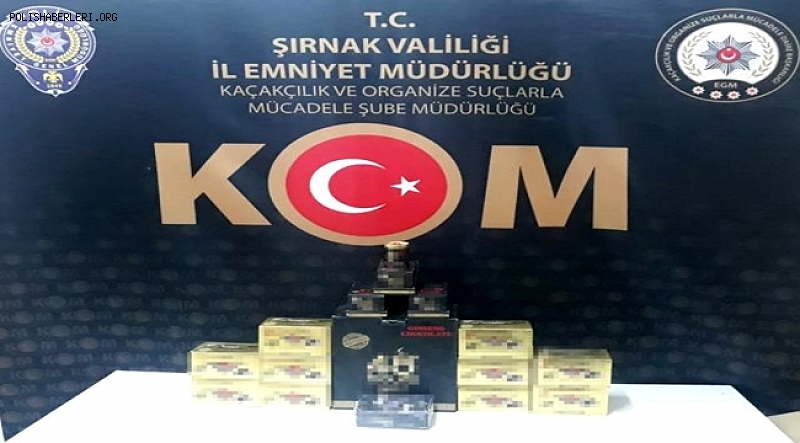 POLISHABERLERI.ORG
T.C.
ŞIRNAK VALİLİĞİ
İL EMNİYET MÜDÜRLÜĞÜ
KAÇAKÇILIK VE ORGANİZE SUÇLARLA
MÜCADELE ŞUBE MÜDÜRLÜĞÜ
EGM
KOM
GINSENG